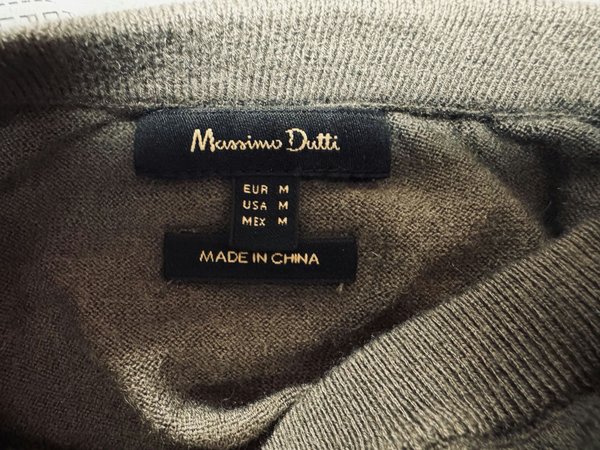 Massimo Dutti
EUR M
USA M
MEX M
MADE IN CHINA